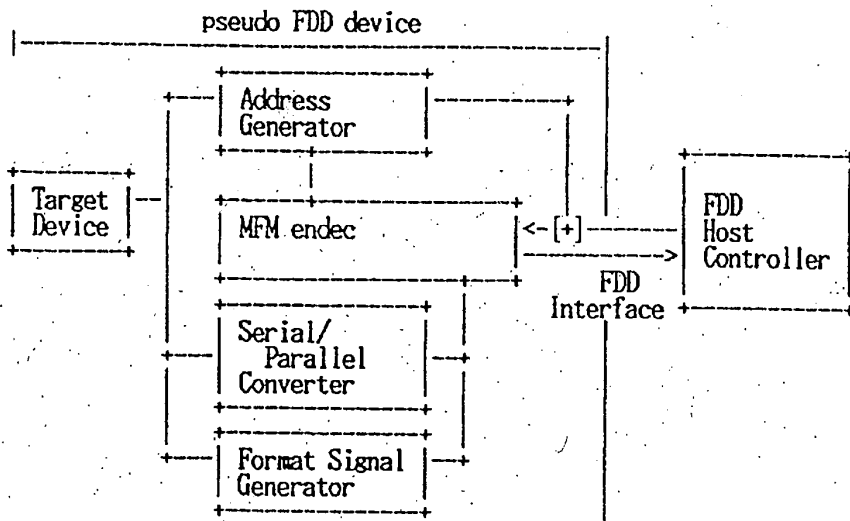 pseudo FDD device
Address
Generator
Target
Device
MFM endec
<-[+]
FDD
Host
Controller
FDD
Interface
Serial/
Parallel
Converter
Format Signal
Generator